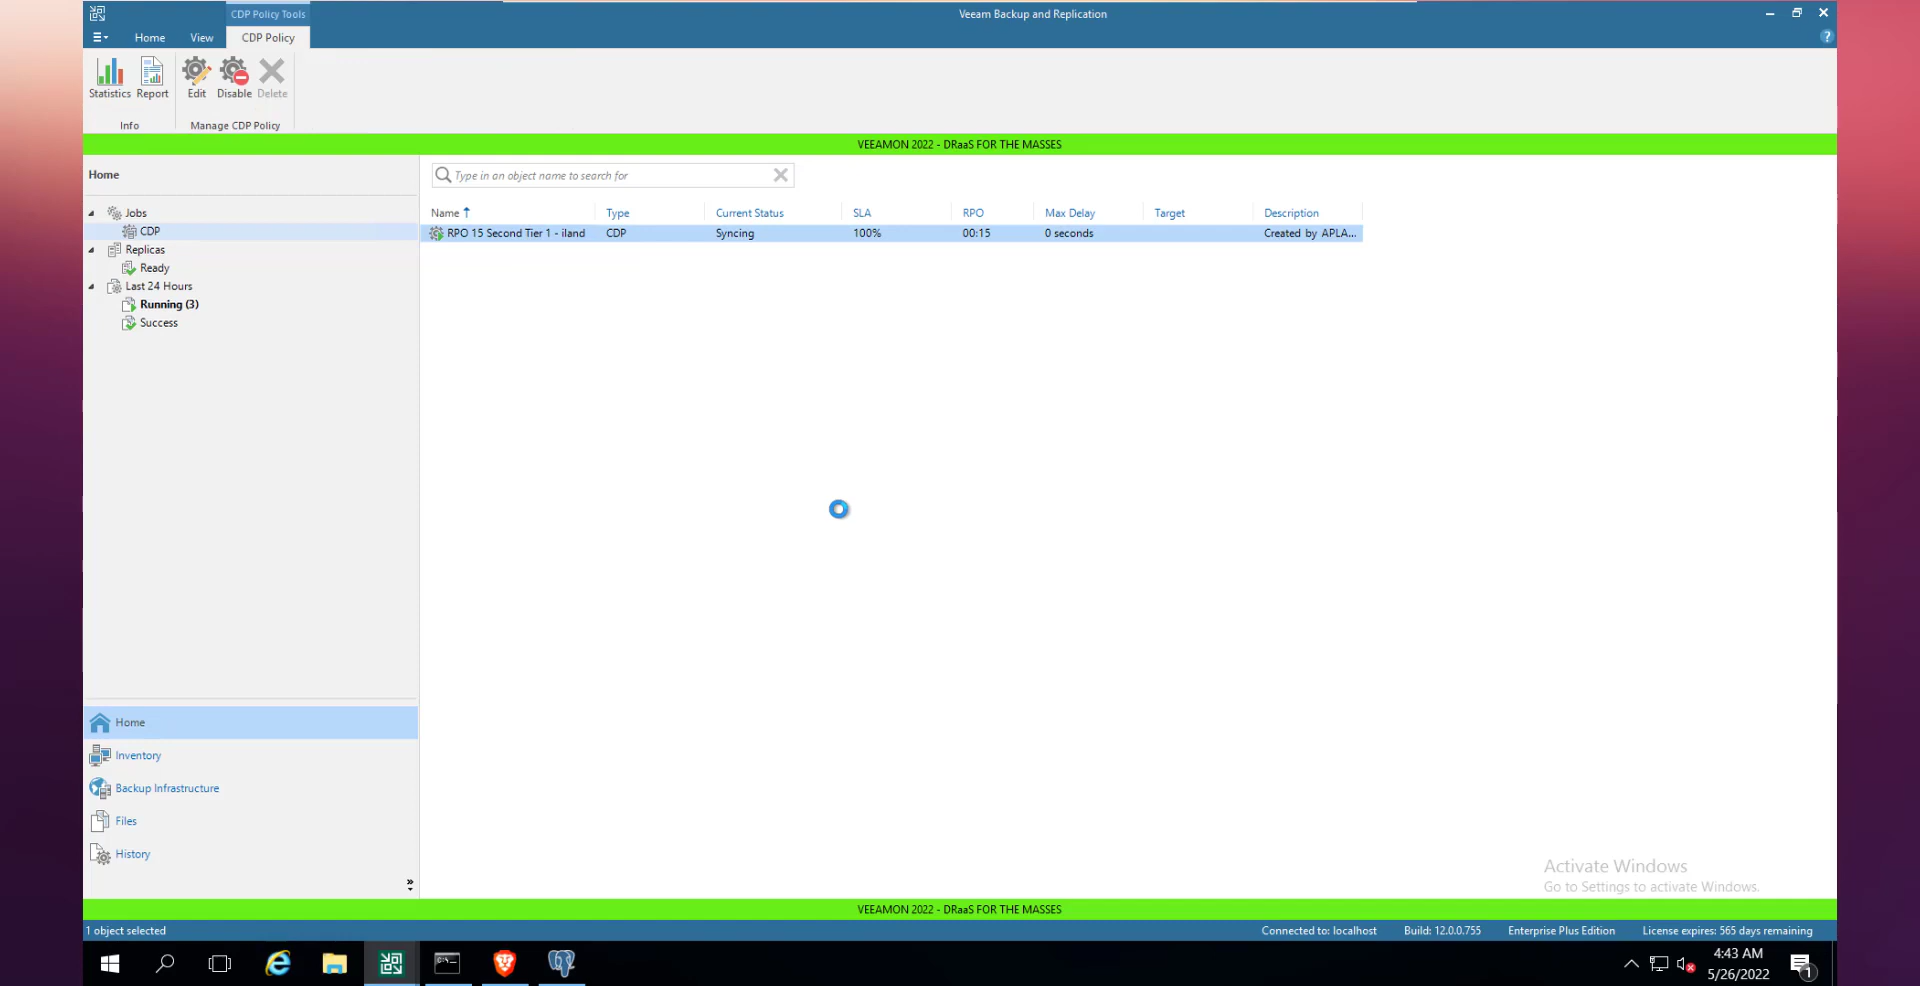 CDP Policy Tools
Veeam Backup and Replication
Home
View
CDP Policy
Statistics
Report
Edit
Disable
Delete
Info
Manage CDP Policy
VEEAMON 2022 - DRaaS FOR THE MASSES
Home
Type in an object name to search for
Jobs
CDP
Replicas
Ready
Last 24 Hours
Running (3)
Success
Name
Type
Current Status
SLA
RPO
Max Delay
Target
Description
RPO 15 Second Tier 1 - iland
CDP
Syncing
100%
00:15
0 seconds
Created by APLA...
Home
Inventory
Backup Infrastructure
Files
History
Activate Windows
Go to Settings to activate Windows.
VEEAMON 2022 - DRaaS FOR THE MASSES
1 object selected
Connected to: localhost
Build: 12.0.0.755
Enterprise Plus Edition
License expires: 565 days remaining
4:43 AM
5/26/2022
1